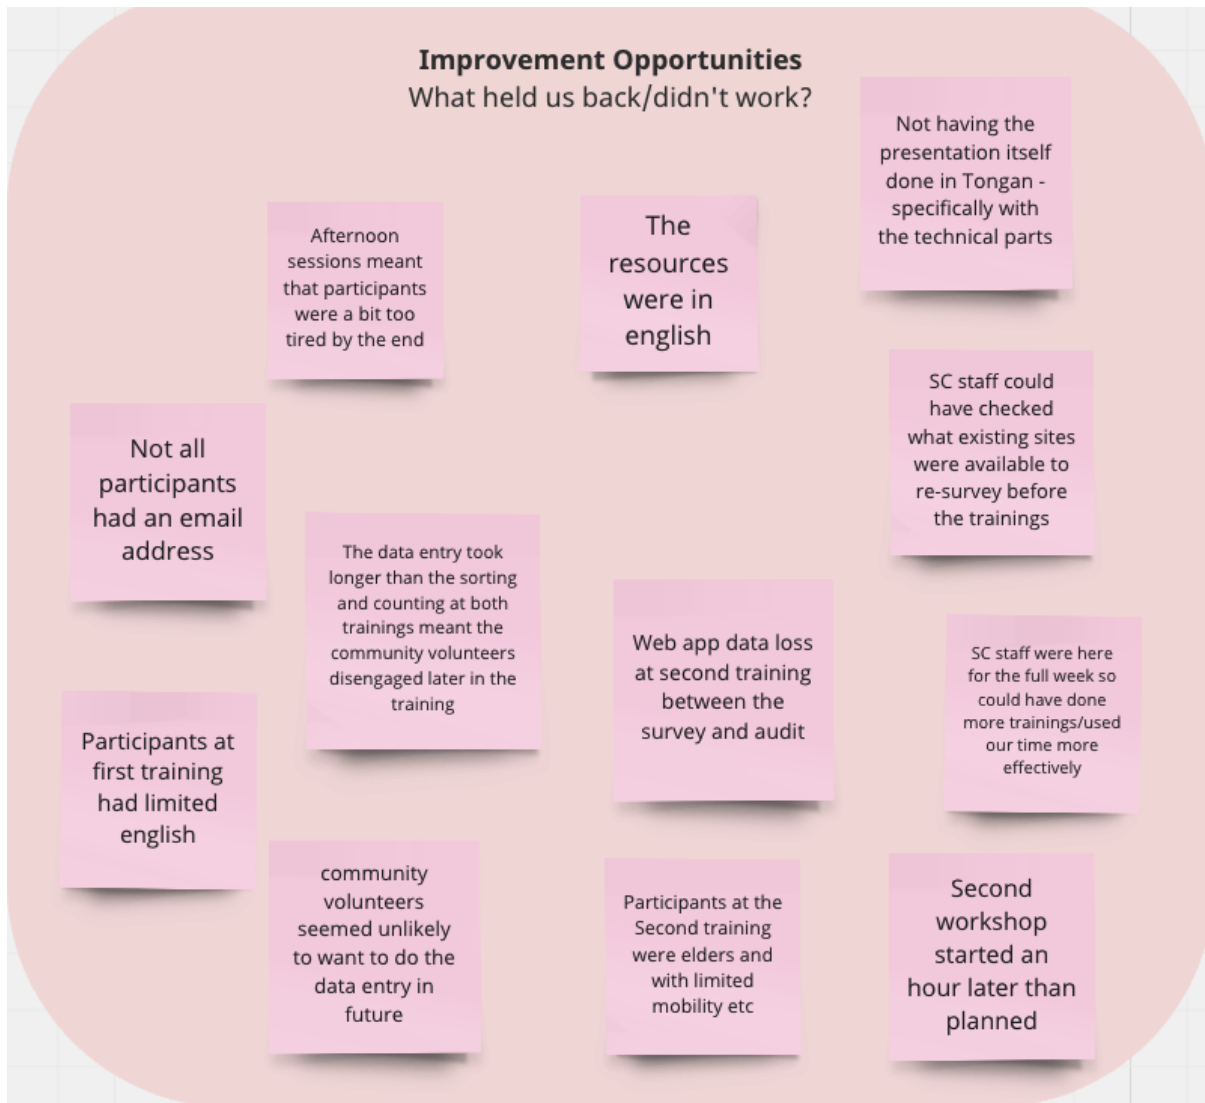 Improvement Opportunities
What held us back/didn't work?
Not having the
presentation itself
done in Tongan -
specifically with
the technical parts
Afternoon
sessions meant
that participants
were a bit too
tired by the end
The
resources
were in
english
SC staff could
have checked
what existing sites
were available to
re-survey before
the trainings
Not all
participants
had an email
address
The data entry took
longer than the sorting
and counting at both
trainings meant the
community volunteers
disengaged later in the
training
Web app data loss
at second training
between the
survey and audit
SC staff were here
for the full week so
could have done
more trainings/used
our time more
effectively
Participants at
first training
had limited
english
community
volunteers
seemed unlikely
to want to do the
data entry in
future
Participants at the
Second training
were elders and
with limited
mobility etc
Second
workshop
started an
hour later than
planned